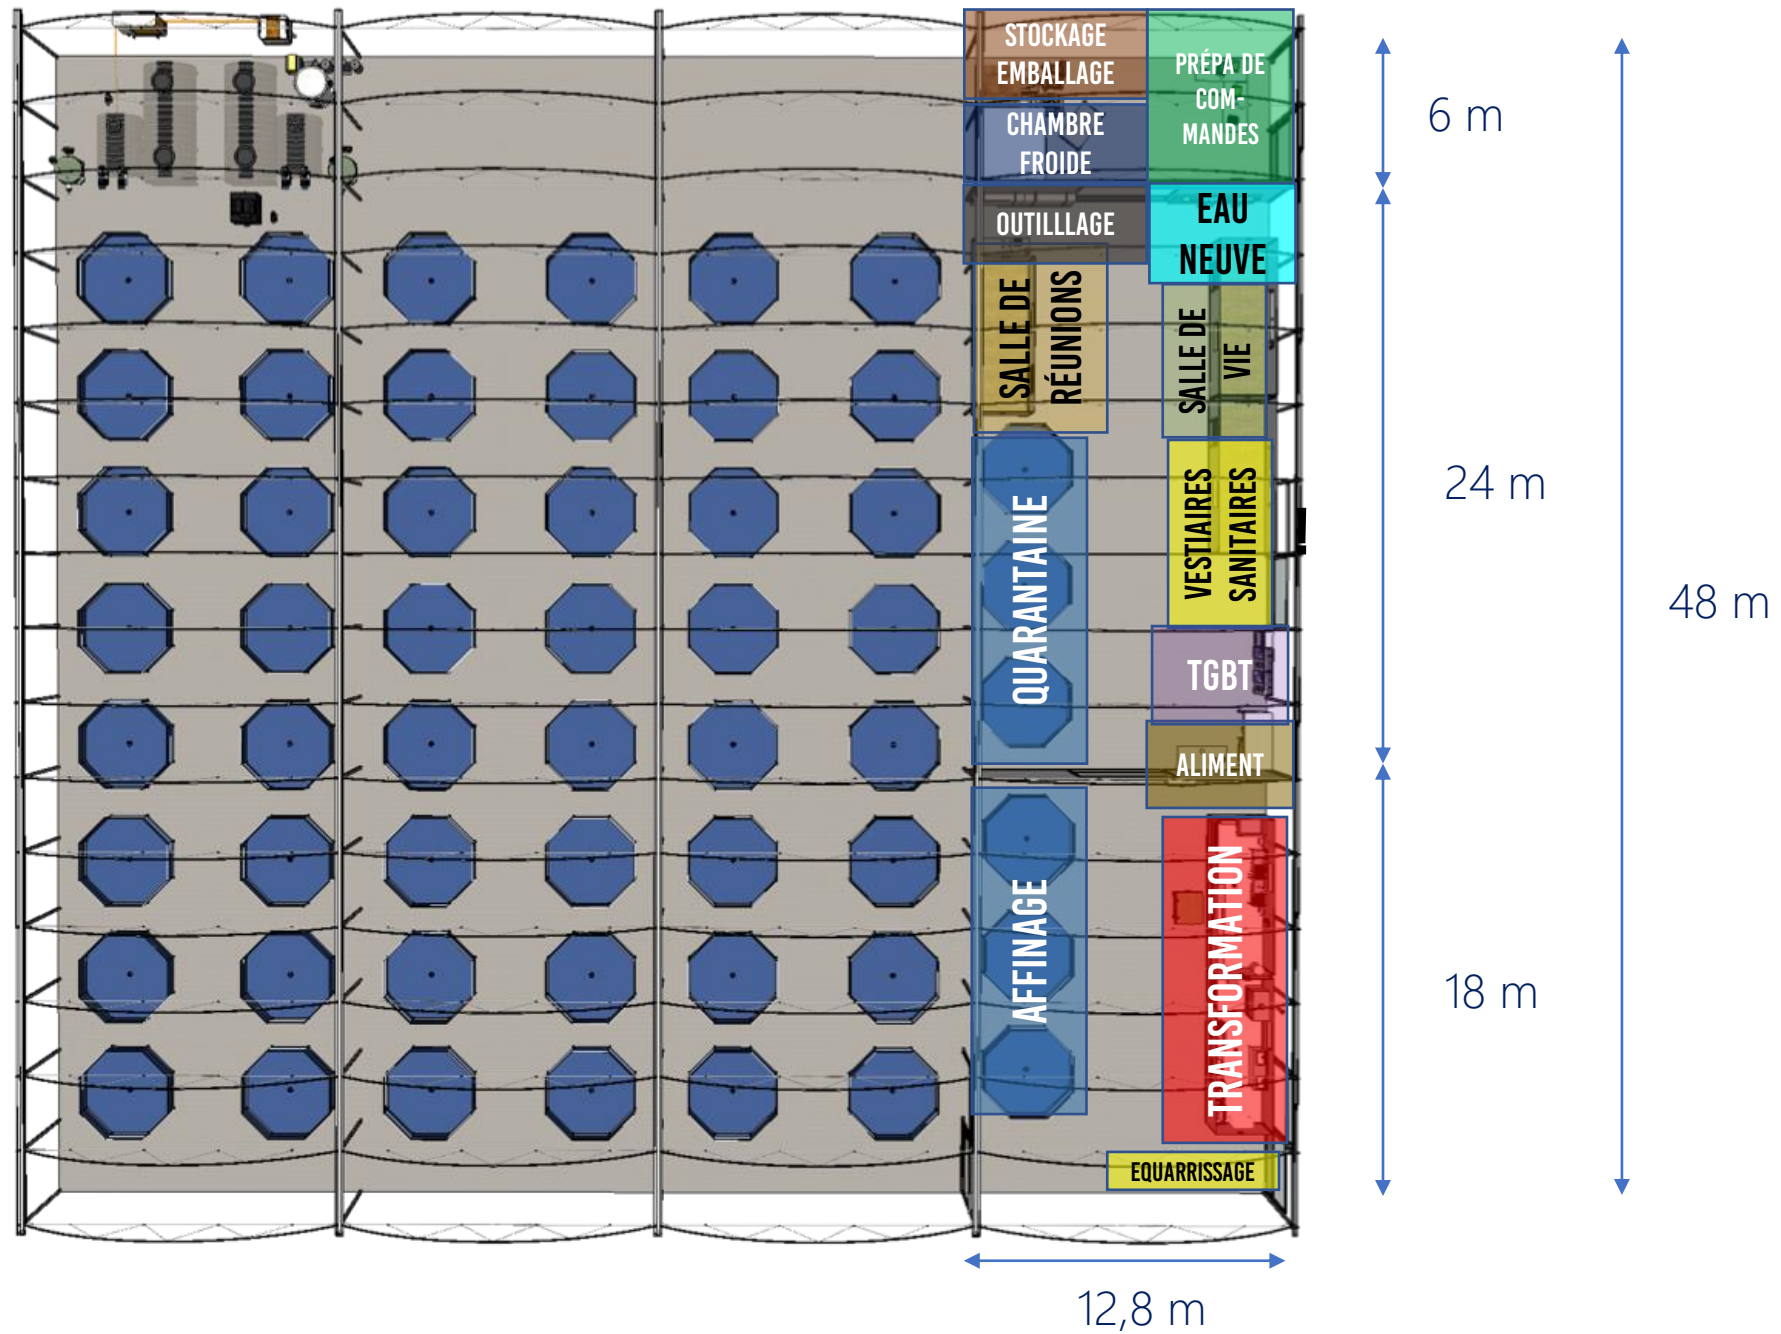 STOCKAGE
EMBALLAGE
PRÉPA DE
COM-
MANDES
CHAMBRE
FROIDE
OUTILLLAGE
EAU
NEUVE
SALLE DE
RÉUNIONS
SALLE DE
VIE
QUARANTAINE
VESTIAIRES
SANITAIRES
TGBT
ALIMENT
AFFINAGE
TRANSFORMATION
EQUARRISSAGE
6 m
24 m
48 m
18 m
12,8 m